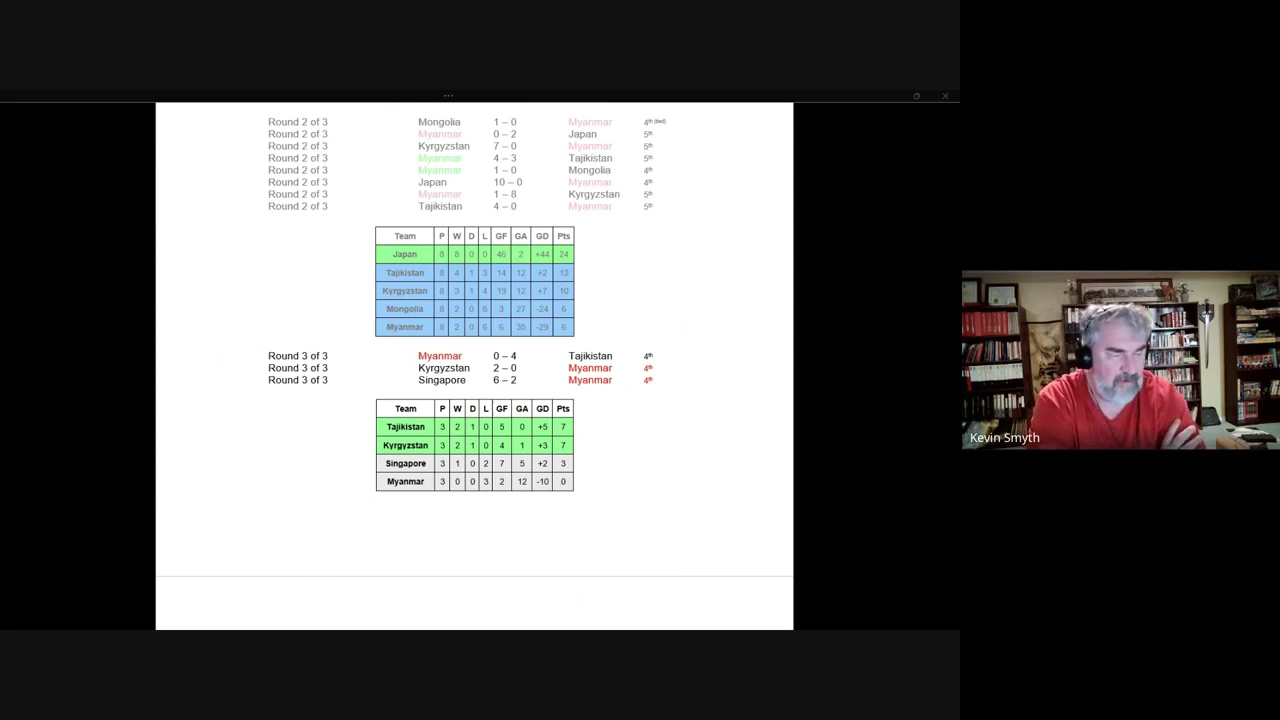 Round 2 of 3 Mongolia 1 – 0 Myanmar 4th (tied)
Round 2 of 3 Myanmar 0 – 2 Japan 5th
Round 2 of 3 Kyrgyzstan 7 – 0 Myanmar 5th
Round 2 of 3 Myanmar 4 – 3 Tajikistan 5th
Round 2 of 3 Myanmar 1 – 0 Mongolia 4th
Round 2 of 3 Japan 10 – 0 Myanmar 4th
Round 2 of 3 Myanmar 1 – 8 Kyrgyzstan 5th
Round 2 of 3 Tajikistan 4 – 0 Myanmar 5th
Team P W D L GF GA GD Pts
Japan 8 8 0 0 46 2 +44 24
Tajikistan 8 4 1 3 14 12 +2 13
Kyrgyzstan 8 3 1 4 19 12 +7 10
Mongolia 8 2 0 6 3 27 -24 6
Myanmar 8 2 0 6 6 35 -29 6
Round 3 of 3 Myanmar 0 – 4 Tajikistan 4th
Round 3 of 3 Kyrgyzstan 2 – 0 Myanmar 4th
Round 3 of 3 Singapore 6 – 2 Myanmar 4th
Team P W D L GF GA GD Pts
Tajikistan 3 2 1 0 5 0 +5 7
Kyrgyzstan 3 2 1 0 4 1 +3 7
Singapore 3 1 0 2 7 5 +2 3
Myanmar 3 0 0 3 2 12 -10 0
Kevin Smyth